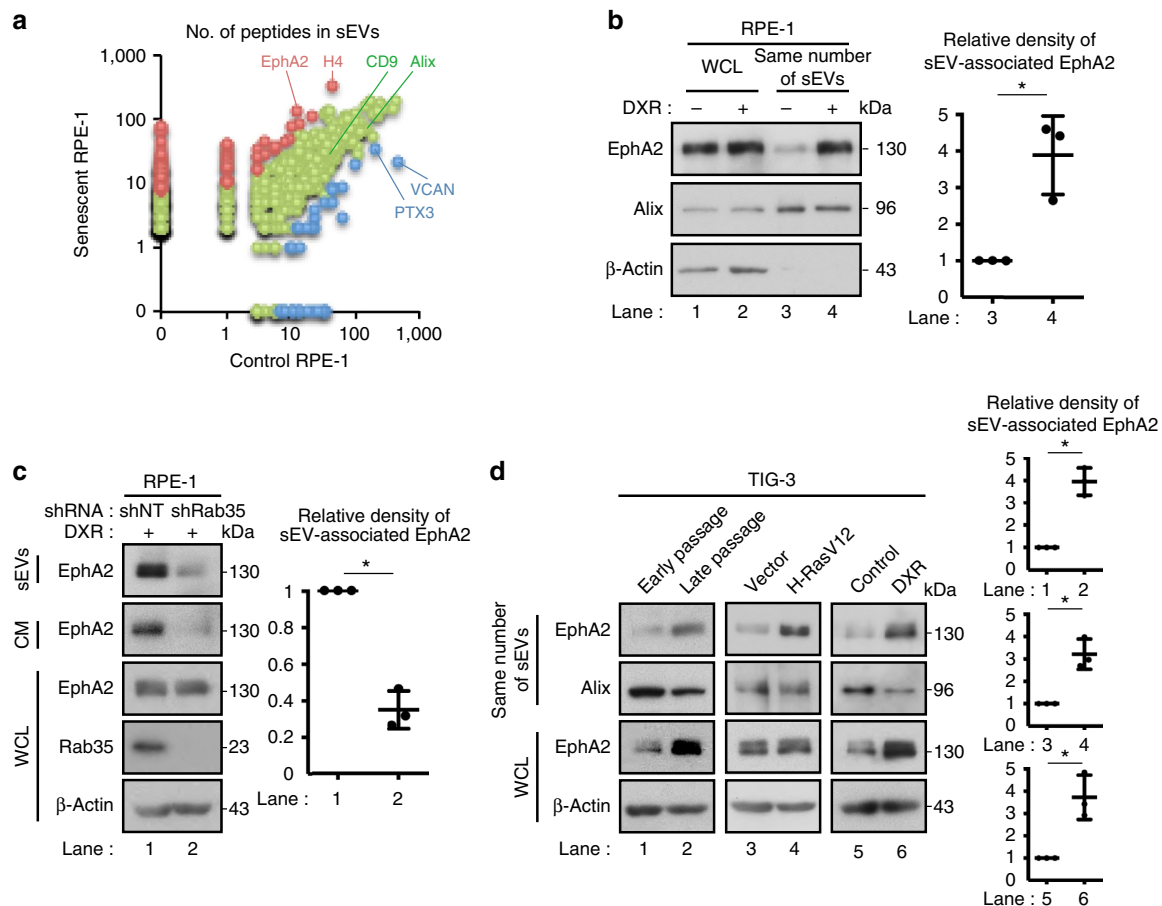 a
No. of peptides in sEVs
1,000
100
10
1
0
Senescent RPE-1
EphA2
H4
CD9
Alix
VCAN
PTX3
0
1
10
100
1,000
Control RPE-1
b
RPE-1
WCL
Same number
of sEVs
DXR : – + – + kDa
EphA2 130
Alix 96
β-Actin 43
Lane : 1 2 3 4
Relative density of
sEV-associated EphA2
*
5
4
3
2
1
0
Lane : 3 4
c
RPE-1
shRNA : shNT shRab35
DXR : + + kDa
sEVs
EphA2 130
CM
EphA2 130
WCL
EphA2 130
Rab35 23
β-Actin 43
Lane : 1 2
Relative density of
sEV-associated EphA2
*
1
0.8
0.6
0.4
0.2
0
Lane : 1 2
d
TIG-3
Early passage
Late passage
Vector
H-RasV12
Control
DXR
kDa
Same number
of sEVs
EphA2 130
Alix 96
WCL
EphA2 130
β-Actin 43
Lane : 1 2 3 4 5 6
Relative density of
sEV-associated EphA2
*
5
4
3
2
1
0
Lane : 1 2
*
5
4
3
2
1
0
Lane : 3 4
*
5
4
3
2
1
0
Lane : 5 6